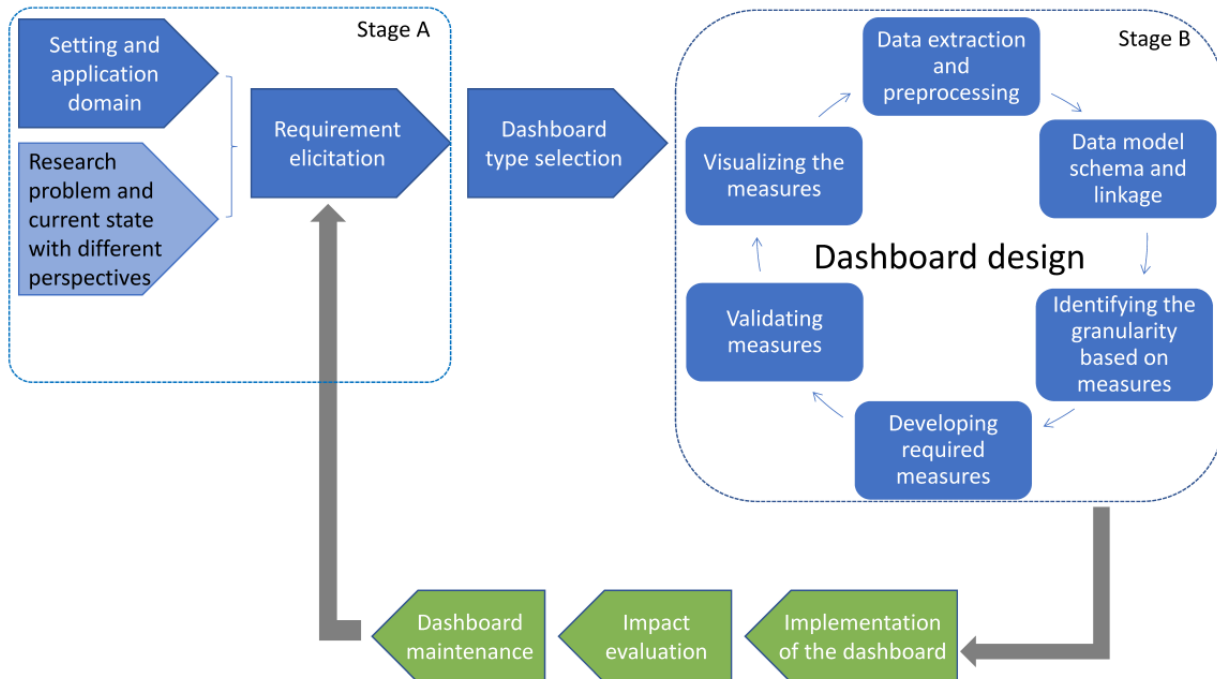 Stage A
Setting and
application
domain
Research
problem and
current state
with different
perspectives
Requirement
elicitation
Dashboard
type selection
Stage B
Data extraction
and
preprocessing
Data model
schema and
linkage
Identifying the
granularity
based on
measures
Developing
required
measures
Validating
measures
Visualizing the
measures
Dashboard design
Implementation
of the dashboard
Impact
evaluation
Dashboard
maintenance